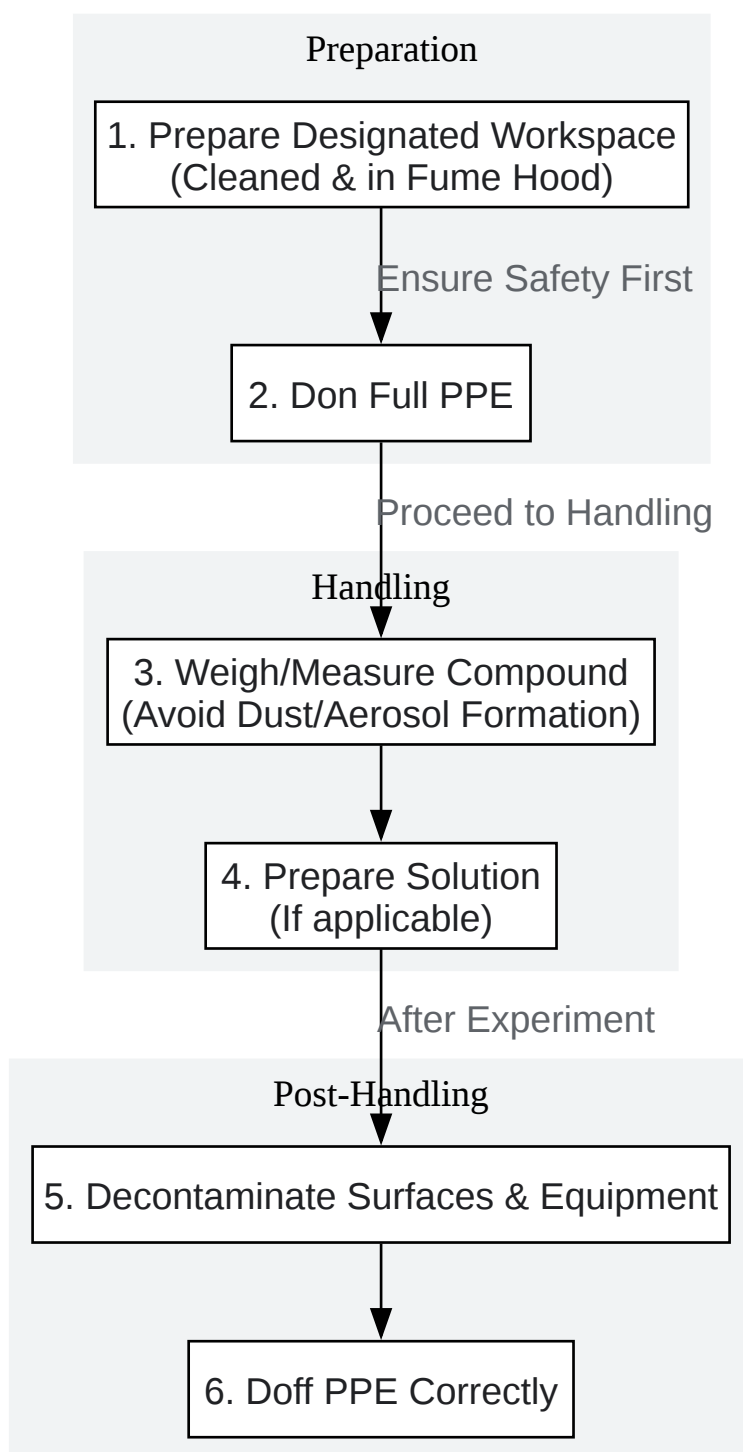 Preparation
1. Prepare Designated Workspace
(Cleaned & in Fume Hood)
Ensure Safety First
2. Don Full PPE
Proceed to Handling
Handling
3. Weigh/Measure Compound
(Avoid Dust/Aerosol Formation)
4. Prepare Solution
(If applicable)
After Experiment
Post-Handling
5. Decontaminate Surfaces & Equipment
6. Doff PPE Correctly